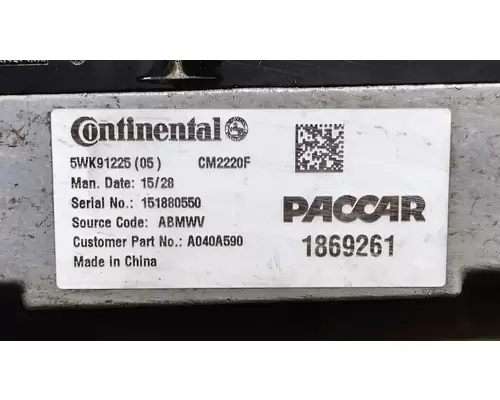 Continental
5WK91225 (05) CM2220F
Man. Date: 15/28
Serial No.: 151880550
Source Code: ABMWV
Customer Part No.: A040A590
Made in China
PACCAR
1869261